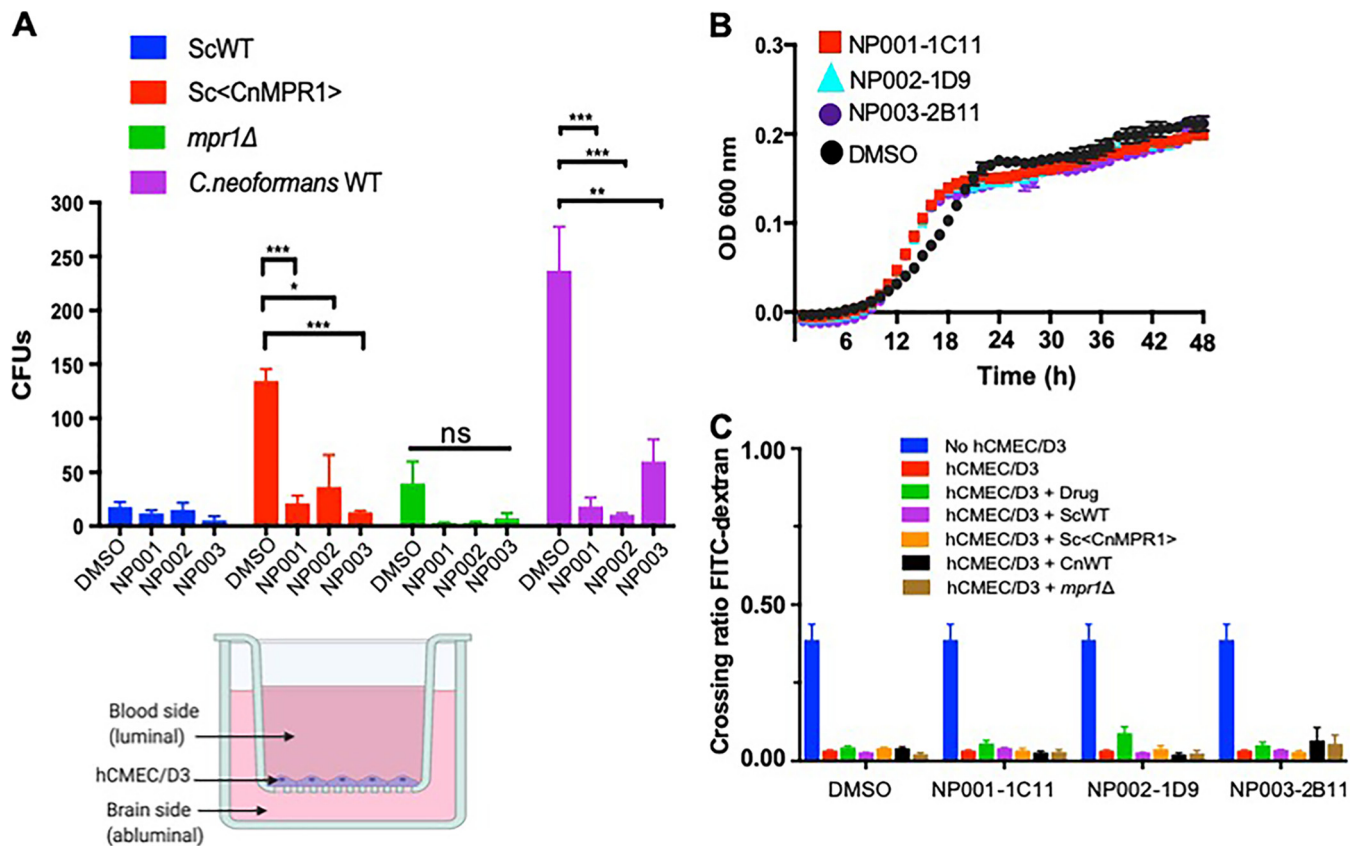 A
ScWT
Sc<CnMPR1>
mpr1Δ
C.neoformans WT
300
250
200
150
100
50
0
CFUs
***
*
***
ns
***
***
**
DMSO
NP001
NP002
NP003
DMSO
NP001
NP002
NP003
DMSO
NP001
NP002
NP003
DMSO
NP001
NP002
NP003
Blood side
(luminal)
hCMEC/D3
Brain side
(abluminal)
B
NP001-1C11
NP002-1D9
NP003-2B11
DMSO
0.3
0.2
0.1
0.0
OD 600 nm
6
12
18
24
30
36
42
48
Time (h)
C
No hCMEC/D3
hCMEC/D3
hCMEC/D3 + Drug
hCMEC/D3 + ScWT
hCMEC/D3 + Sc<CnMPR1>
hCMEC/D3 + CnWT
hCMEC/D3 + mpr1Δ
1.00
0.50
0.00
Crossing ratio FITC-dextran
DMSO
NP001-1C11
NP002-1D9
NP003-2B11